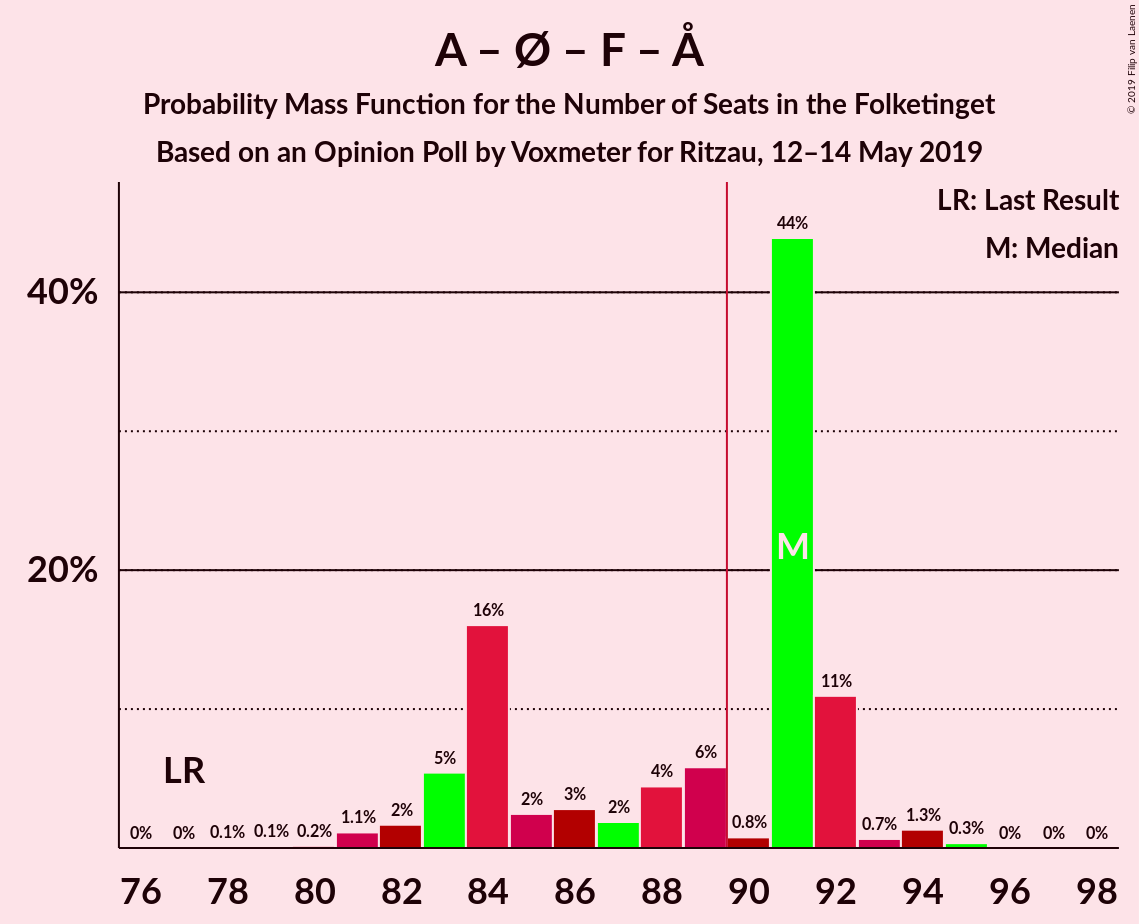 A – Ø – F – Å
Probability Mass Function for the Number of Seats in the Folketinget
Based on an Opinion Poll by Voxmeter for Ritzau, 12–14 May 2019
© 2019 Filip van Laenen
LR: Last Result
M: Median
40%
20%
LR
M
0%
0%
0.1%
0.1%
0.2%
1.1%
2%
5%
16%
2%
3%
2%
4%
6%
0.8%
44%
11%
0.7%
1.3%
0.3%
0%
0%
0%
76 78 80 82 84 86 88 90 92 94 96 98